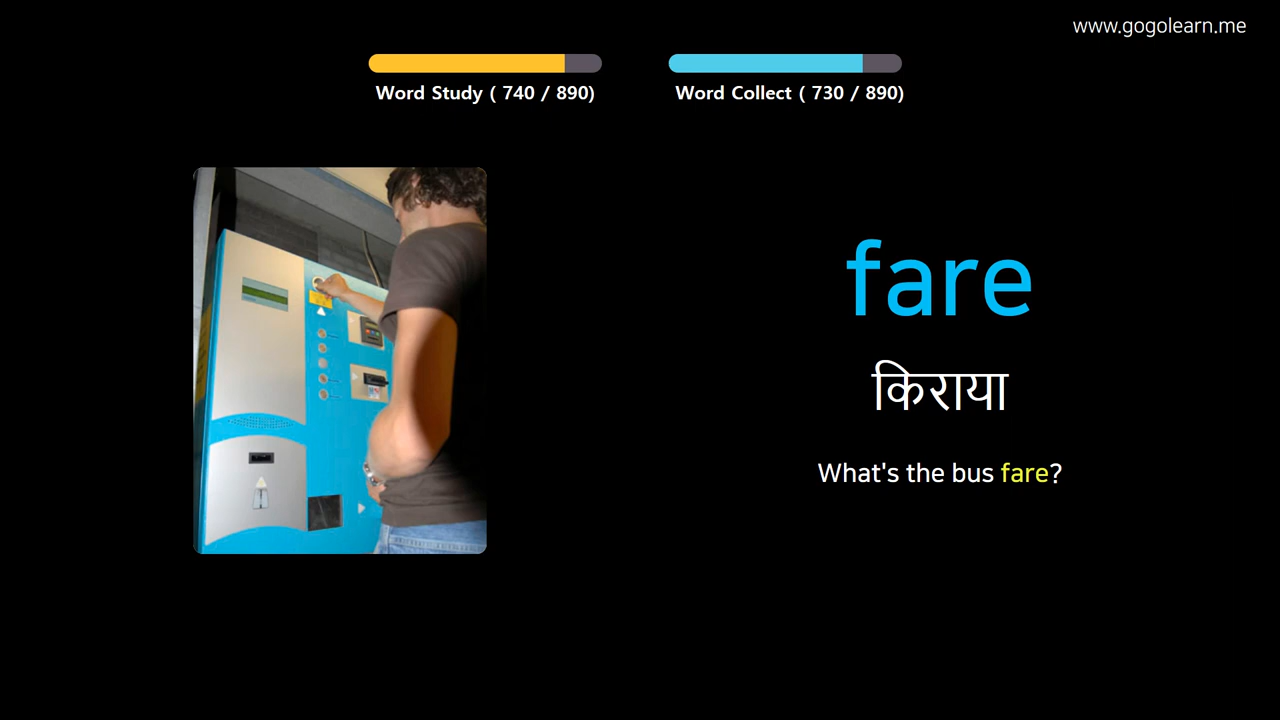 www.gogolearn.me
Word Study ( 740 / 890)
Word Collect ( 730 / 890)
fare
किराया
What's the bus fare?